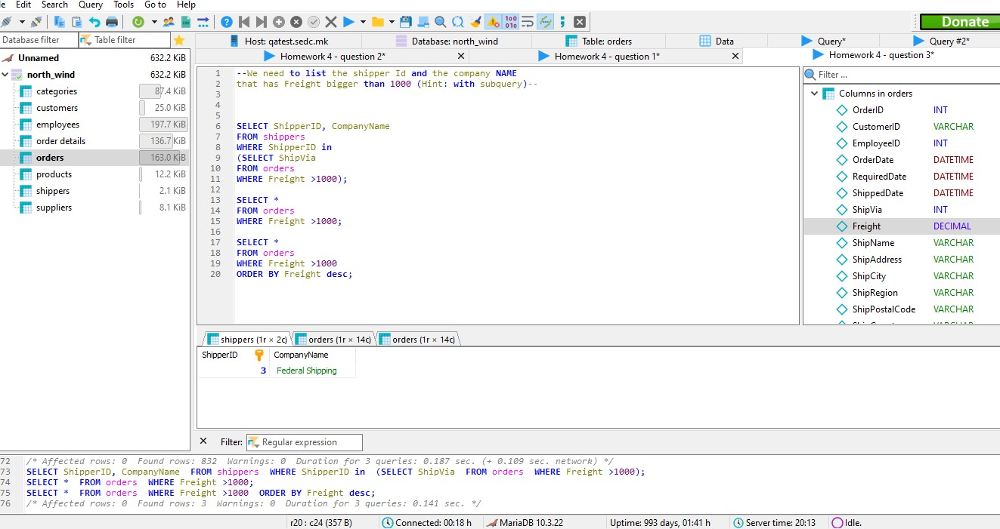 Edit Search Query Tools Go to Help
Donate
Database filter Table filter
Host: qatest.sedc.mk Database: north_wind Table: orders Data Query* Query #2*
Homework 4 - question 2* Homework 4 - question 1* Homework 4 - question 3*
Unnamed 632.2 KiB
north_wind 632.2 KiB
categories 87.4 KiB
customers 25.0 KiB
employees 197.7 KiB
order details 136.7 KiB
orders 163.0 KiB
products 12.2 KiB
shippers 2.1 KiB
suppliers 8.1 KiB
1 --We need to list the shipper Id and the company NAME
2 that has Freight bigger than 1000 (Hint: with subquery)--
3
4
5
6 SELECT ShipperID, CompanyName
7 FROM shippers
8 WHERE ShipperID in
9 (SELECT ShipVia
10 FROM orders
11 WHERE Freight >1000);
12
13 SELECT *
14 FROM orders
15 WHERE Freight >1000;
16
17 SELECT *
18 FROM orders
19 WHERE Freight >1000
20 ORDER BY Freight desc;
Filter ...
Columns in orders
OrderID INT
CustomerID VARCHAR
EmployeeID INT
OrderDate DATETIME
RequiredDate DATETIME
ShippedDate DATETIME
ShipVia INT
Freight DECIMAL
ShipName VARCHAR
ShipAddress VARCHAR
ShipCity VARCHAR
ShipRegion VARCHAR
ShipPostalCode VARCHAR
shippers (1r × 2c) orders (1r × 14c) orders (1r × 14c)
ShipperID CompanyName
3 Federal Shipping
Filter: Regular expression
72 /* Affected rows: 0 Found rows: 832 Warnings: 0 Duration for 3 queries: 0.187 sec. (+ 0.109 sec. network) */
73 SELECT ShipperID, CompanyName FROM shippers WHERE ShipperID in (SELECT ShipVia FROM orders WHERE Freight >1000);
74 SELECT * FROM orders WHERE Freight >1000;
75 SELECT * FROM orders WHERE Freight >1000 ORDER BY Freight desc;
76 /* Affected rows: 0 Found rows: 3 Warnings: 0 Duration for 3 queries: 0.141 sec. */
r20 : c24 (357 B) Connected: 00:18 h MariaDB 10.3.22 Uptime: 993 days, 01:41 h Server time: 20:13 Idle.